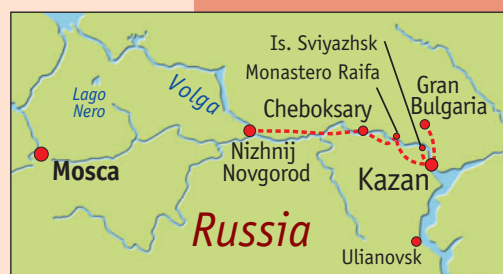 Is. Sviyazhsk
Monastero Raifa
Gran
Bulgaria
Volga
Lago
Nero
Cheboksary
Nizhnij
Novgorod
Mosca
Kazan
Russia
Ulianovsk